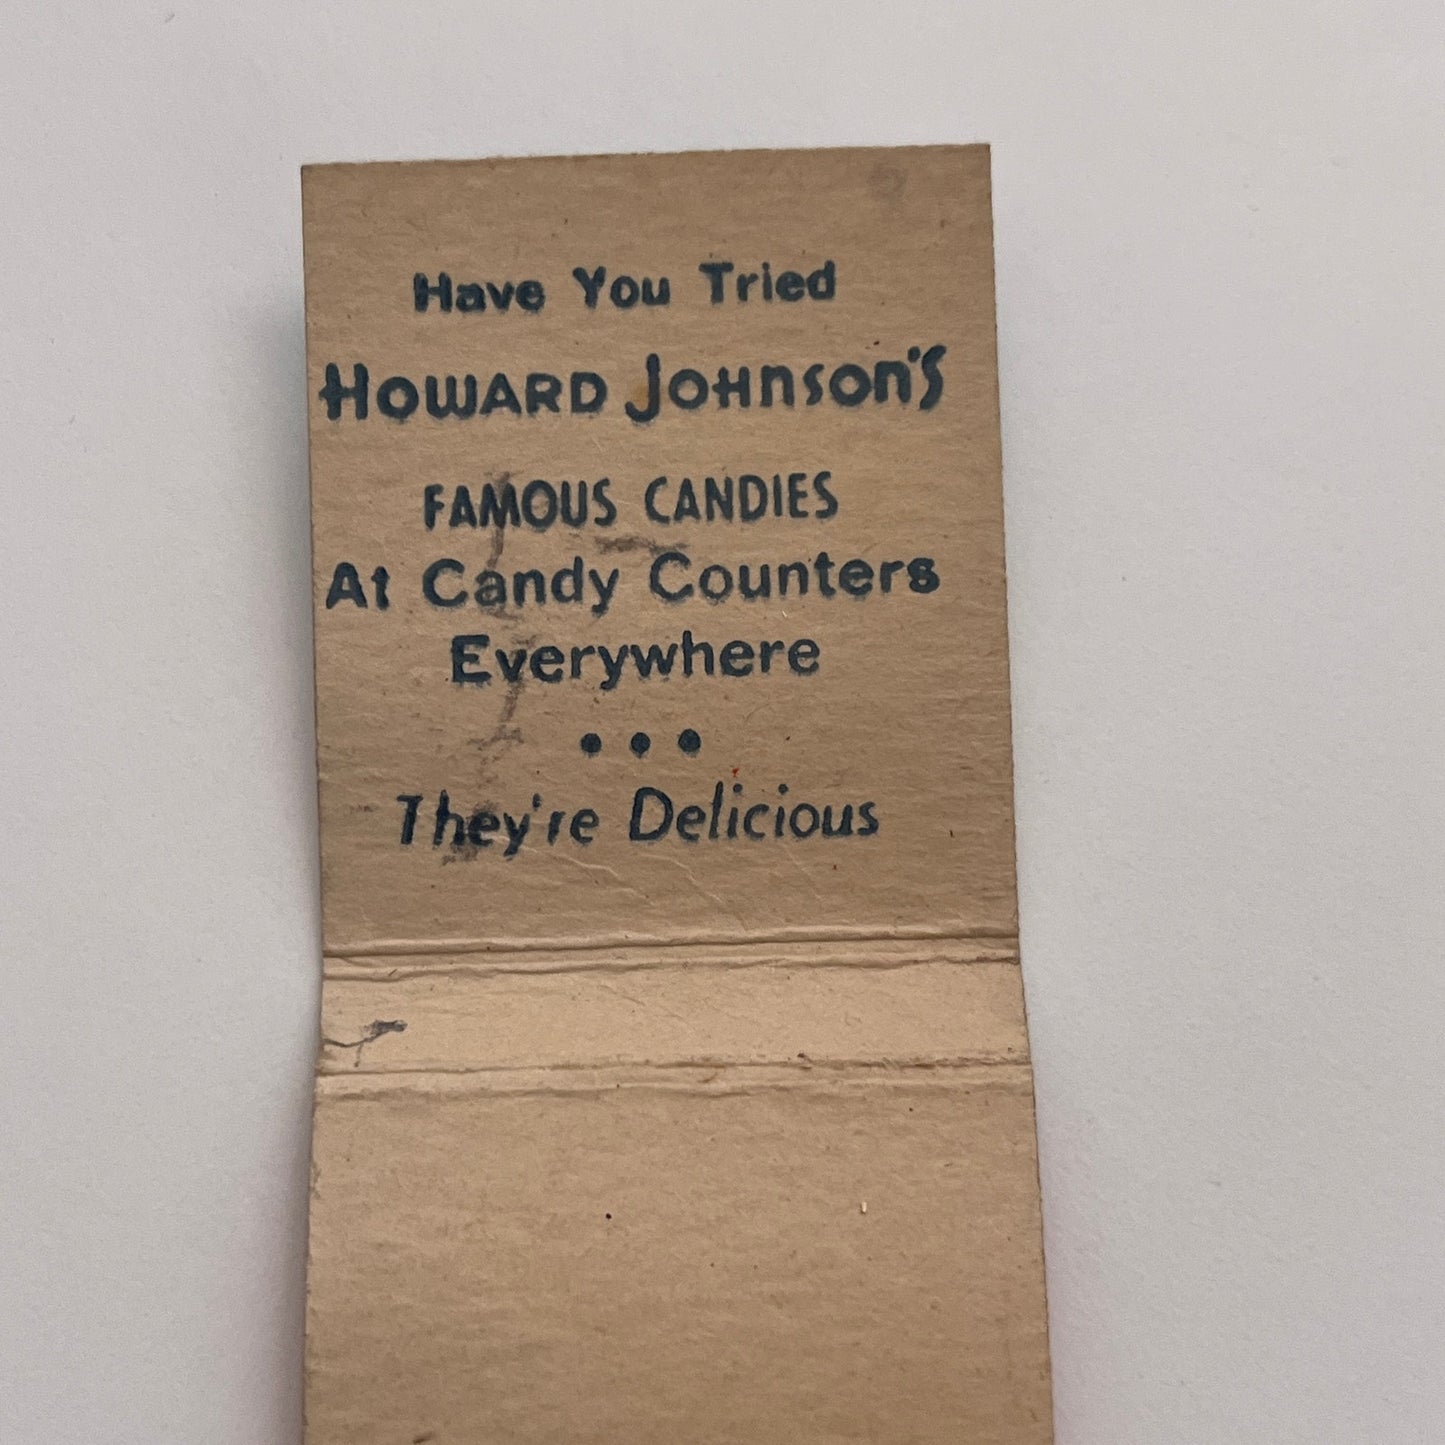 Have You Tried
HOWARD JOHNSON'S
FAMOUS CANDIES
At Candy Counters
Everywhere
•••
They're Delicious